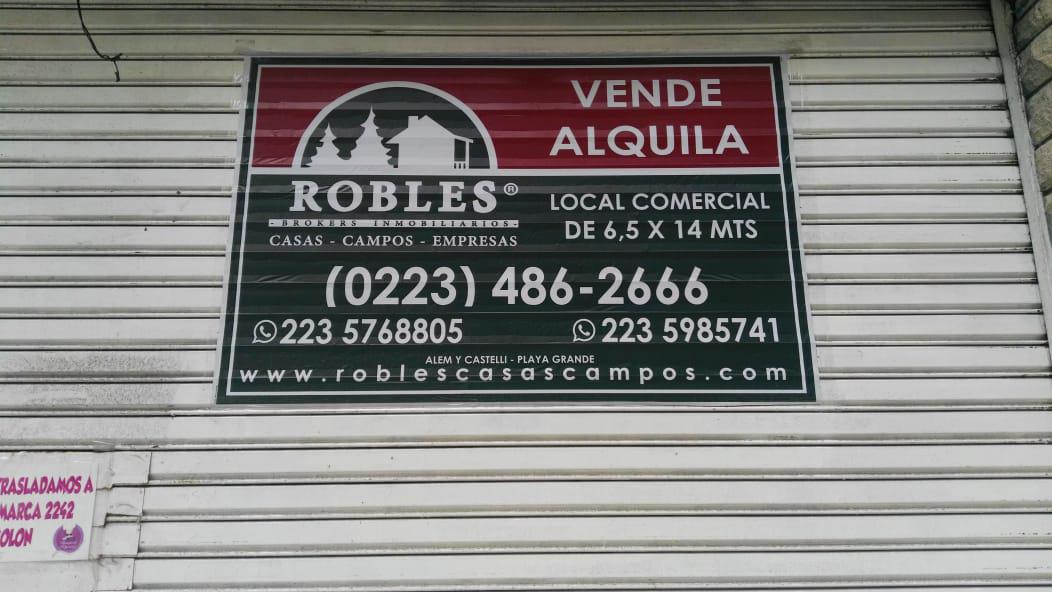 VENDE
ALQUILA
ROBLES®
- BROKERS INMOBILIARIOS -
CASAS - CAMPOS - EMPRESAS
LOCAL COMERCIAL
DE 6,5 X 14 MTS
(0223) 486-2666
223 5768805
223 5985741
ALEM Y CASTELLI - PLAYA GRANDE
www.roblescasascampos.com
TRASLADAMOS A
MARCA 2242
OLON